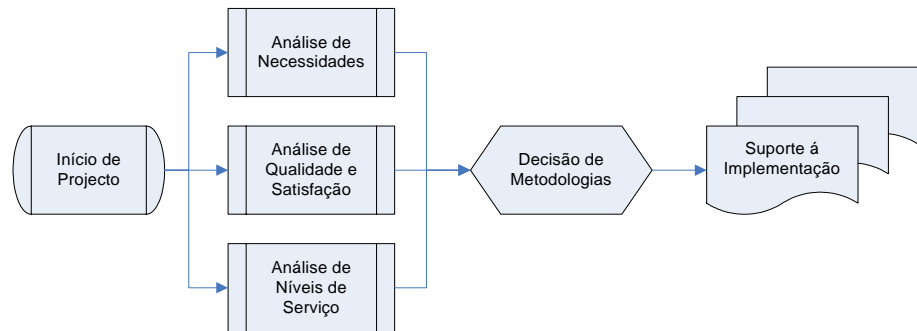 Início de
Projecto
Análise de
Necessidades
Análise de
Qualidade e
Satisfação
Análise de
Níveis de
Serviço
Decisão de
Metodologias
Suporte á
Implementação